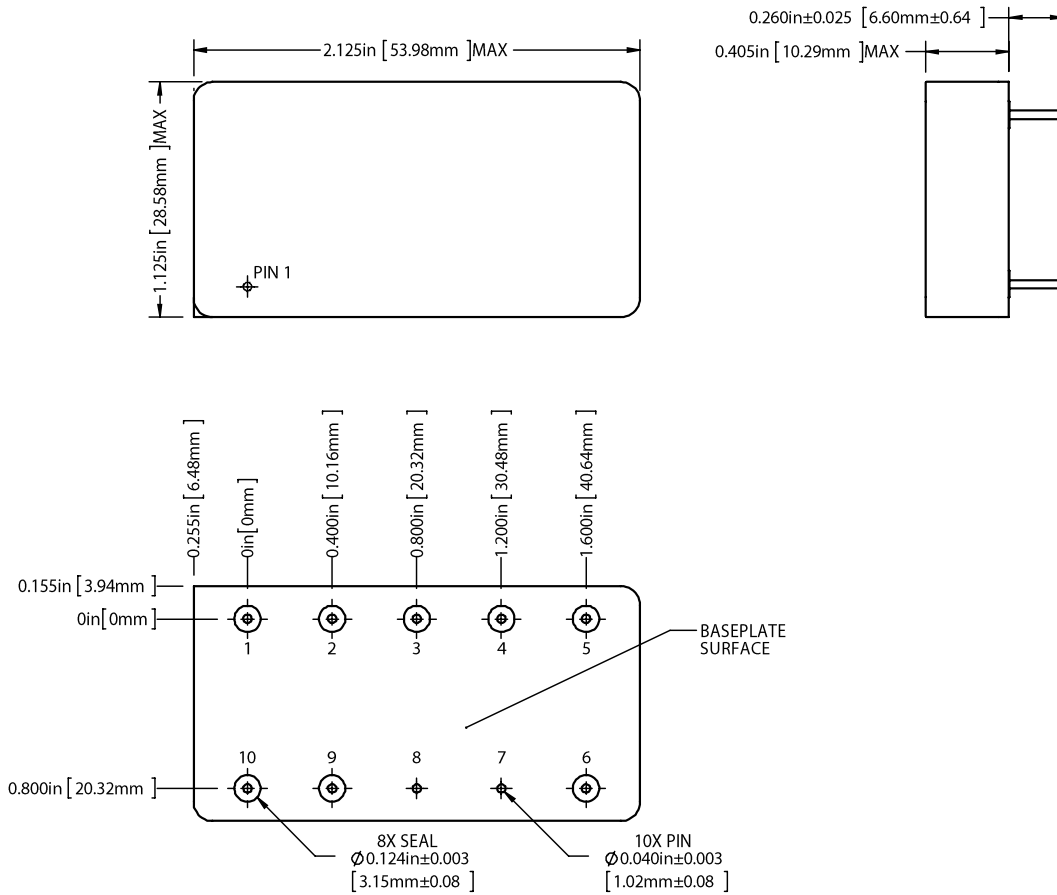 0.260in±0.025 [6.60mm±0.64 ]
2.125in [ 53.98mm ]MAX
0.405in [ 10.29mm ]MAX
1.125in [ 28.58mm ]MAX
PIN 1
0.255in [ 6.48mm ]
0in[0mm ]
0.400in [ 10.16mm ]
0.800in [ 20.32mm ]
1.200in [ 30.48mm ]
1.600in [ 40.64mm ]
0.155in [ 3.94mm ]
0in[0mm ]
1 2 3 4 5
BASEPLATE
SURFACE
10 9 8 7 6
0.800in [ 20.32mm ]
8X SEAL
Ø0.124in±0.003
[3.15mm±0.08 ]
10X PIN
Ø0.040in±0.003
[1.02mm±0.08 ]